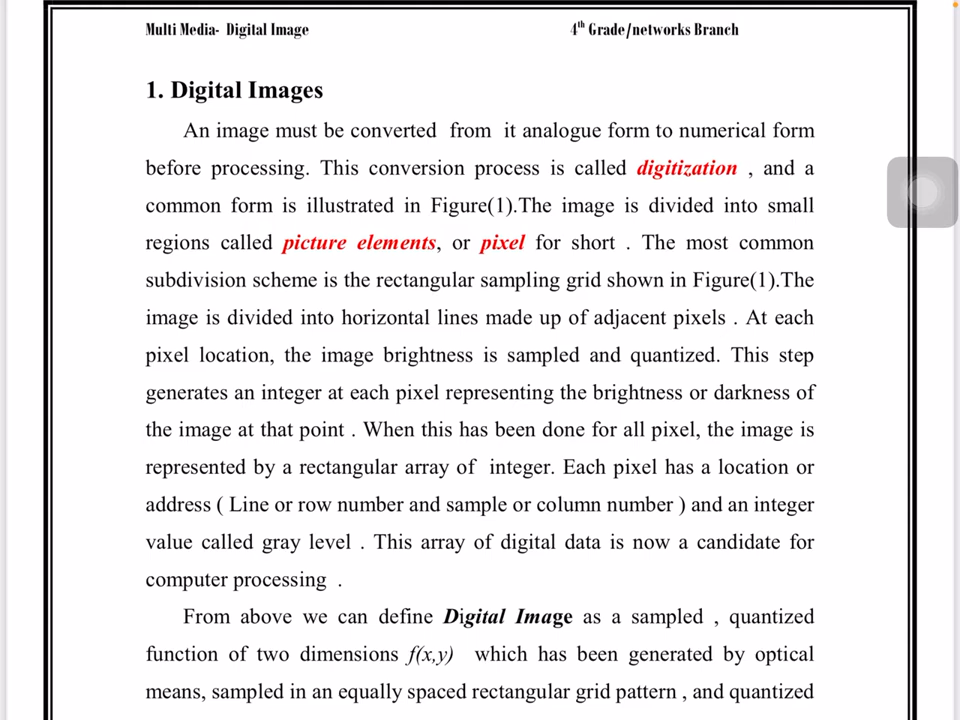 Multi Media- Digital Image 4th Grade/networks Branch
1. Digital Images
An image must be converted from it analogue form to numerical form
before processing. This conversion process is called digitization , and a
common form is illustrated in Figure(1).The image is divided into small
regions called picture elements, or pixel for short . The most common
subdivision scheme is the rectangular sampling grid shown in Figure(1).The
image is divided into horizontal lines made up of adjacent pixels . At each
pixel location, the image brightness is sampled and quantized. This step
generates an integer at each pixel representing the brightness or darkness of
the image at that point . When this has been done for all pixel, the image is
represented by a rectangular array of integer. Each pixel has a location or
address ( Line or row number and sample or column number ) and an integer
value called gray level . This array of digital data is now a candidate for
computer processing .
From above we can define Digital Image as a sampled , quantized
function of two dimensions f(x,y) which has been generated by optical
means, sampled in an equally spaced rectangular grid pattern , and quantized